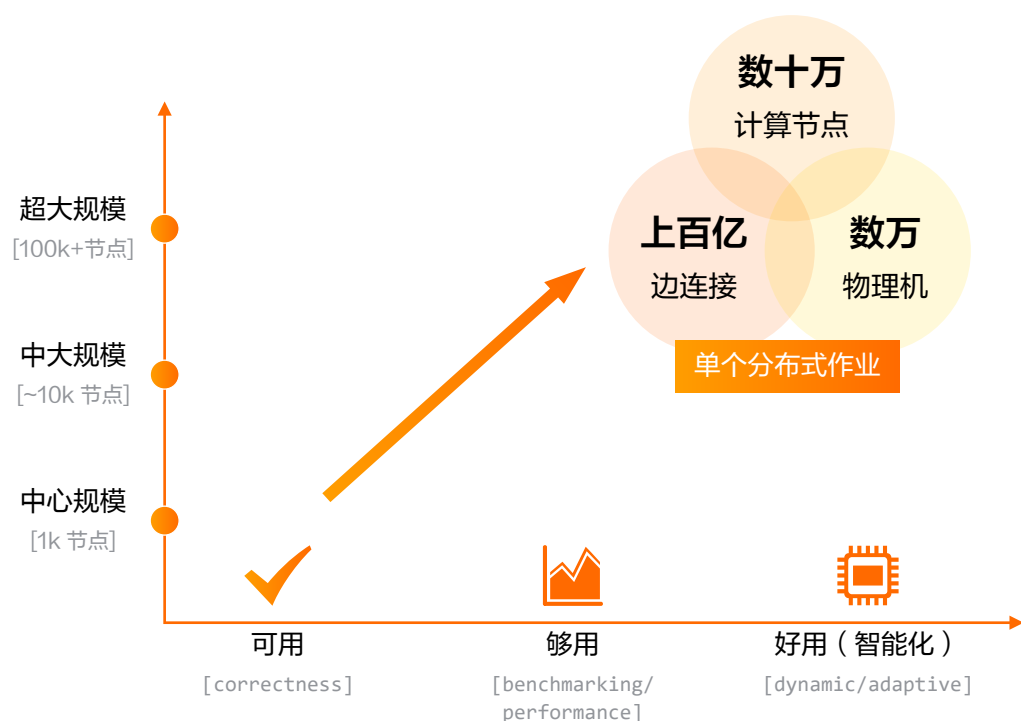 数十万
计算节点
上百亿
边连接
数万
物理机
单个分布式作业
超大规模
[100k+节点]
中大规模
[~10k 节点]
中心规模
[1k 节点]
可用
[correctness]
够用
[benchmarking/
performance]
好用（智能化）
[dynamic/adaptive]